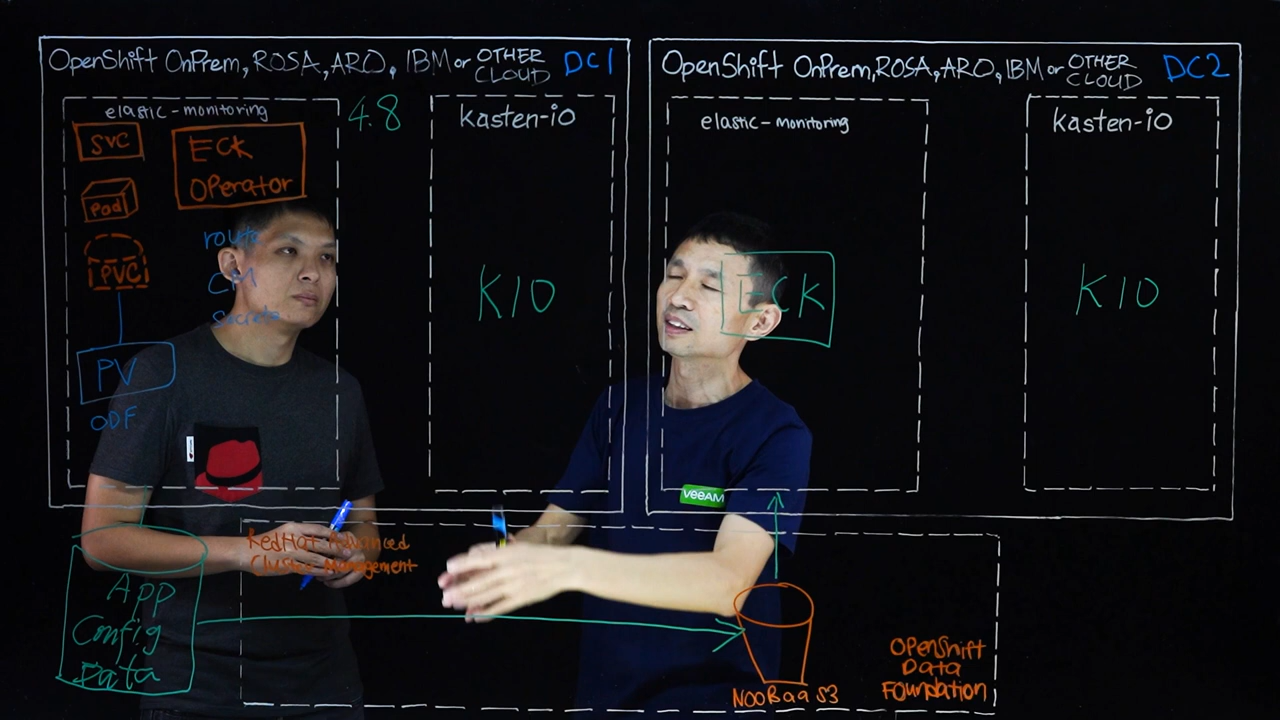 OpenShift OnPrem, ROSA, ARO, IBM or OTHER CLOUD DC1
elastic-monitoring
4.8
kasten-io
SVC
ECK
Operator
Pod
PVC
route
CM
Secrets
PV
ODF
K10
OpenShift OnPrem, ROSA, ARO, IBM or OTHER CLOUD DC2
elastic-monitoring
kasten-io
ECK
K10
veeam
RedHat Advanced
Cluster Management
App
Config
Data
NooBaa S3
OpenShift
Data
Foundation